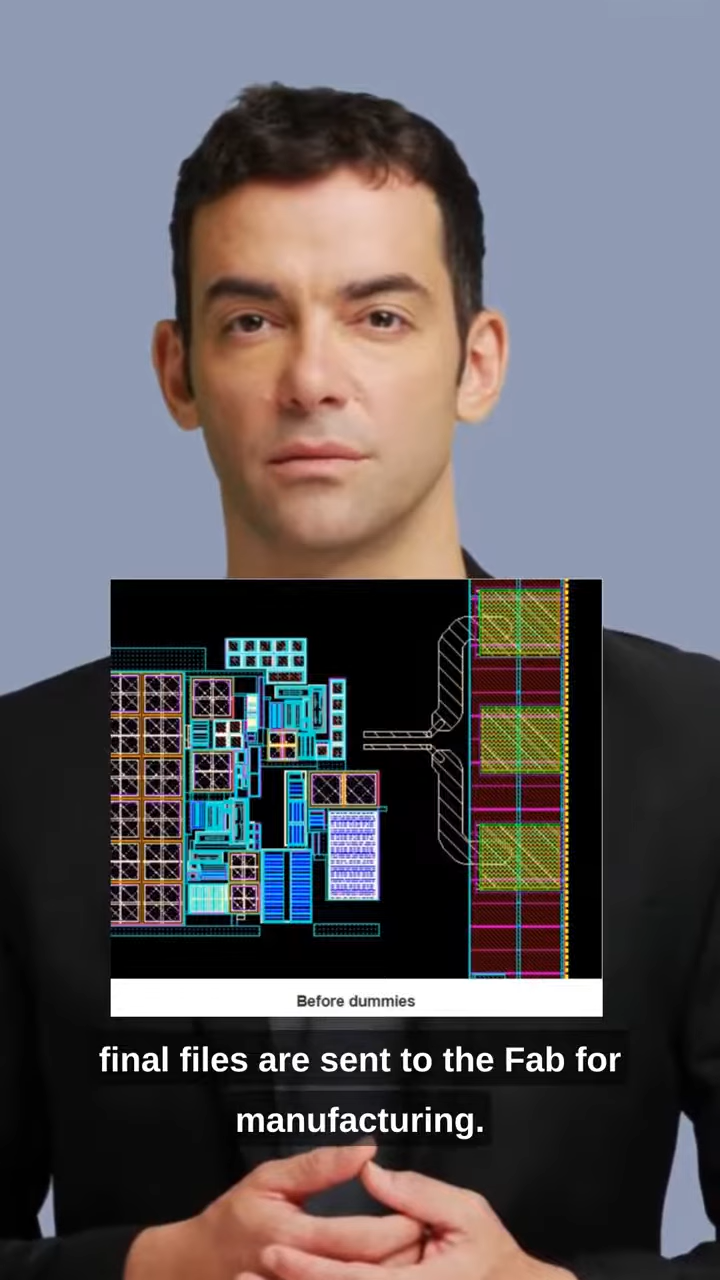 Before dummies
final files are sent to the Fab for
manufacturing.